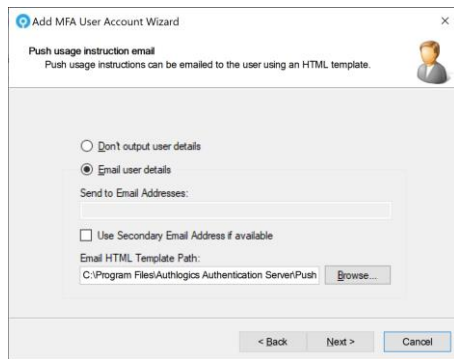 Add MFA User Account Wizard
Push usage instruction email
Push usage instructions can be emailed to the user using an HTML template.
Don't output user details
Email user details
Send to Email Addresses:
Use Secondary Email Address if available
Email HTML Template Path:
C:\Program Files\Authlogics Authentication Server\Push
Browse...
< Back
Next >
Cancel